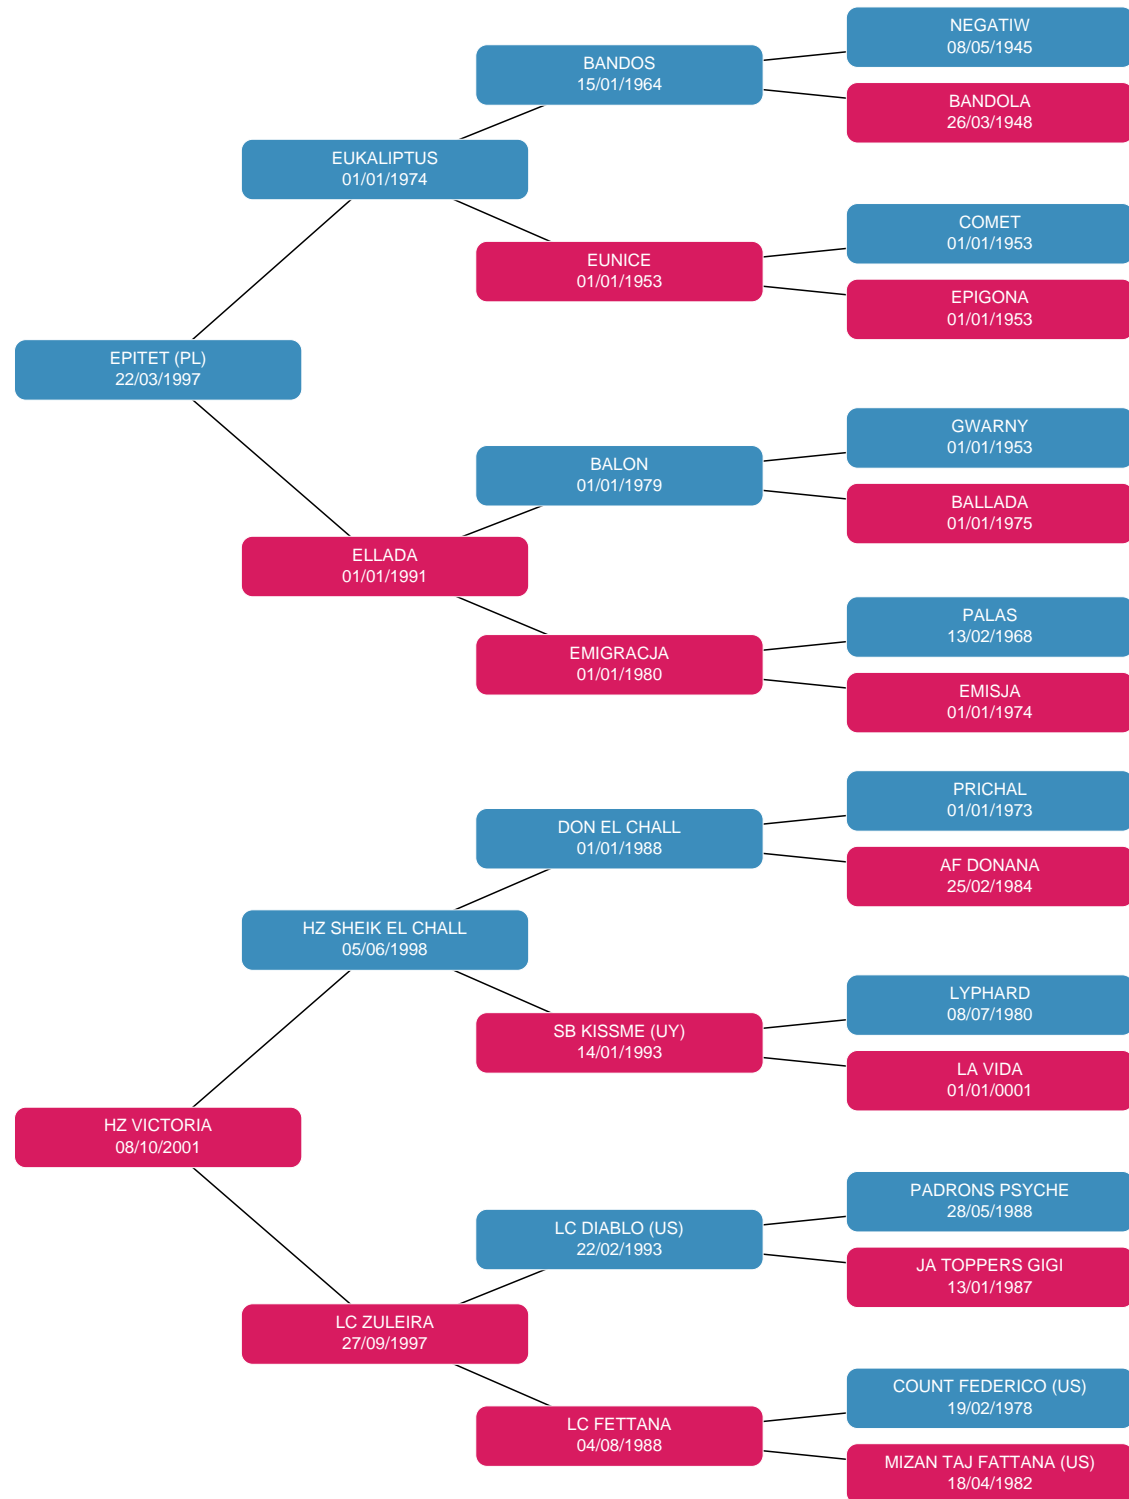 NEGATIW
08/05/1945
BANDOS
15/01/1964
BANDOLA
26/03/1948
EUKALIPTUS
01/01/1974
COMET
01/01/1953
EUNICE
01/01/1953
EPIGONA
01/01/1953
EPITET (PL)
22/03/1997
GWARNY
01/01/1953
BALON
01/01/1979
BALLADA
01/01/1975
ELLADA
01/01/1991
PALAS
13/02/1968
EMIGRACJA
01/01/1980
EMISJA
01/01/1974
PRICHAL
01/01/1973
DON EL CHALL
01/01/1988
AF DONANA
25/02/1984
HZ SHEIK EL CHALL
05/06/1998
LYPHARD
08/07/1980
SB KISSME (UY)
14/01/1993
LA VIDA
01/01/0001
HZ VICTORIA
08/10/2001
PADRONS PSYCHE
28/05/1988
LC DIABLO (US)
22/02/1993
JA TOPPERS GIGI
13/01/1987
LC ZULEIRA
27/09/1997
COUNT FEDERICO (US)
19/02/1978
LC FETTANA
04/08/1988
MIZAN TAJ FATTANA (US)
18/04/1982